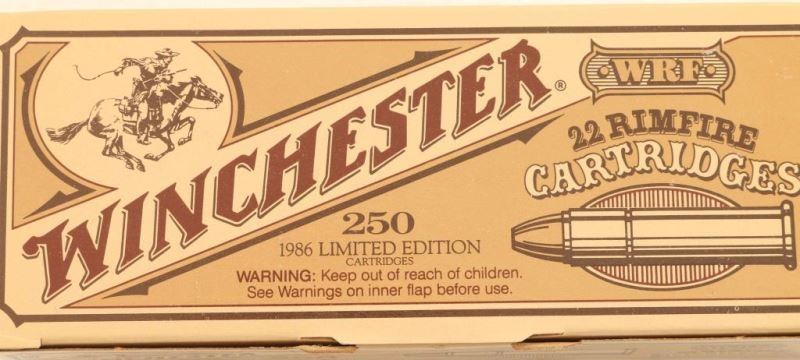 WINCHESTER®
WRF
22 RIMFIRE
CARTRIDGES
250
1986 LIMITED EDITION
CARTRIDGES
WARNING: Keep out of reach of children.
See Warnings on inner flap before use.